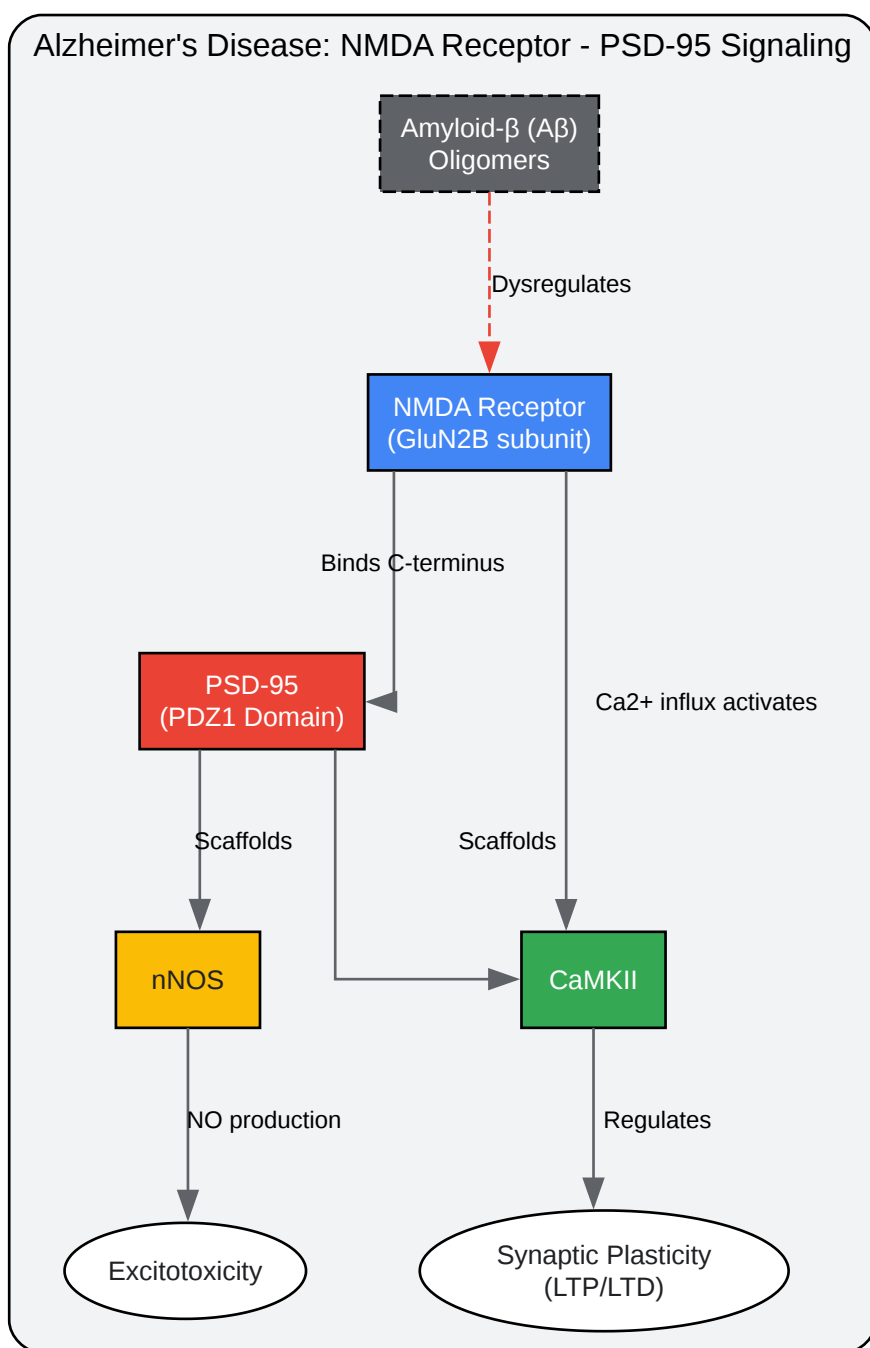 Alzheimer's Disease: NMDA Receptor - PSD-95 Signaling
Amyloid-β (Aβ)
Oligomers
Dysregulates
NMDA Receptor
(GluN2B subunit)
Binds C-terminus
PSD-95
(PDZ1 Domain)
Ca2+ influx activates
Scaffolds
Scaffolds
nNOS
CaMKII
NO production
Regulates
Excitotoxicity
Synaptic Plasticity
(LTP/LTD)